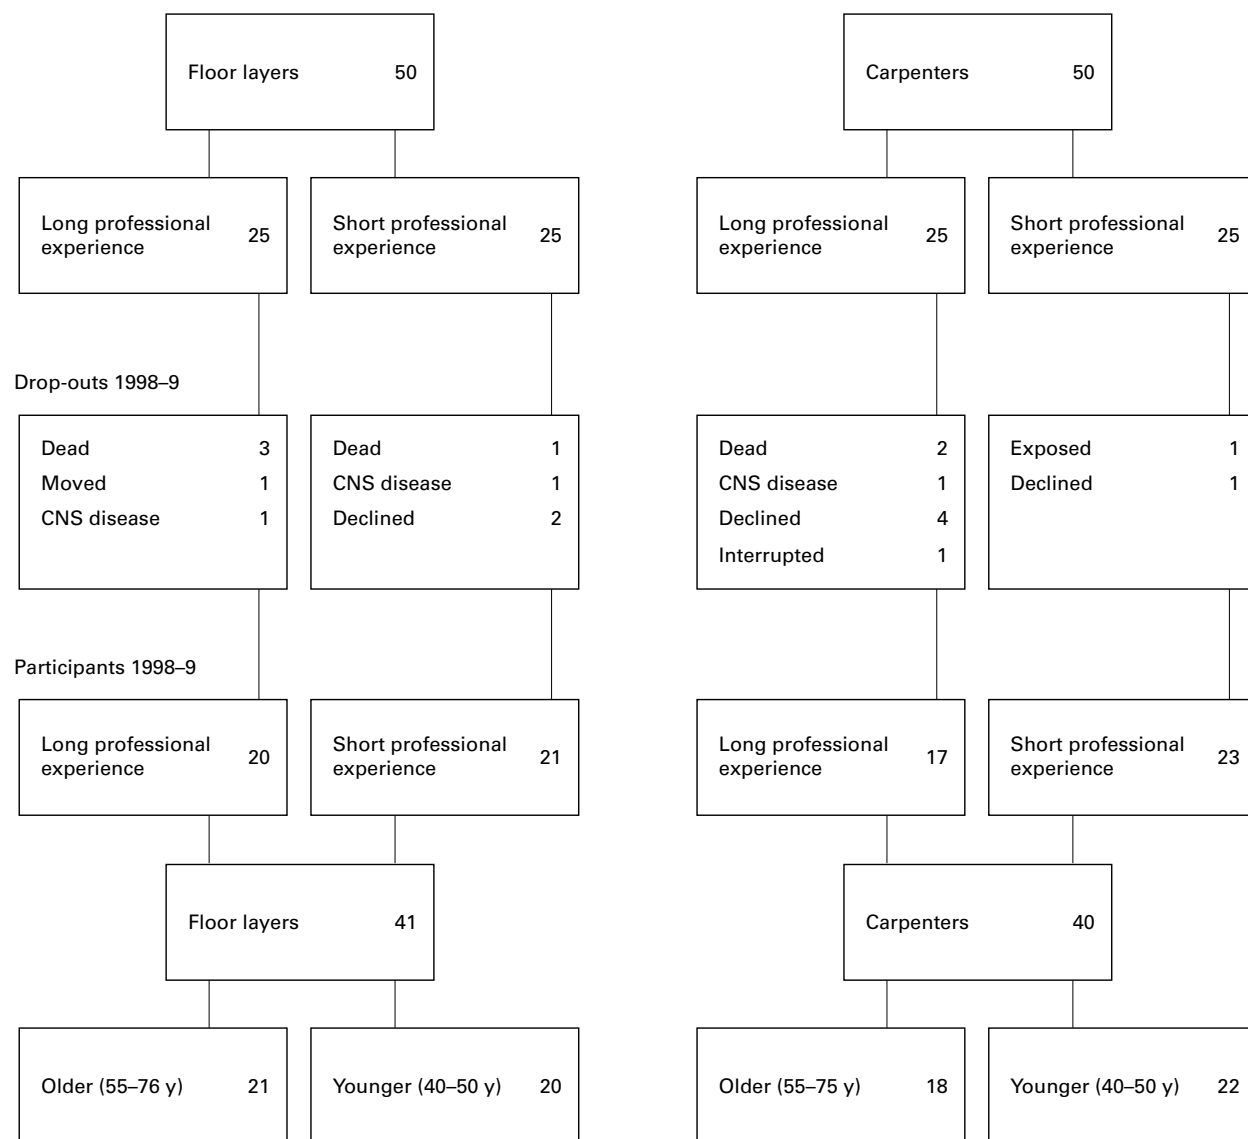 Floor layers 50
Carpenters 50
Long professional
experience 25
Short professional
experience 25
Long professional
experience 25
Short professional
experience 25
Drop-outs 1998–9
Dead 3
Moved 1
CNS disease 1
Dead 1
CNS disease 1
Declined 2
Dead 2
CNS disease 1
Declined 4
Interrupted 1
Exposed 1
Declined 1
Participants 1998–9
Long professional
experience 20
Short professional
experience 21
Long professional
experience 17
Short professional
experience 23
Floor layers 41
Carpenters 40
Older (55–76 y) 21
Younger (40–50 y) 20
Older (55–75 y) 18
Younger (40–50 y) 22